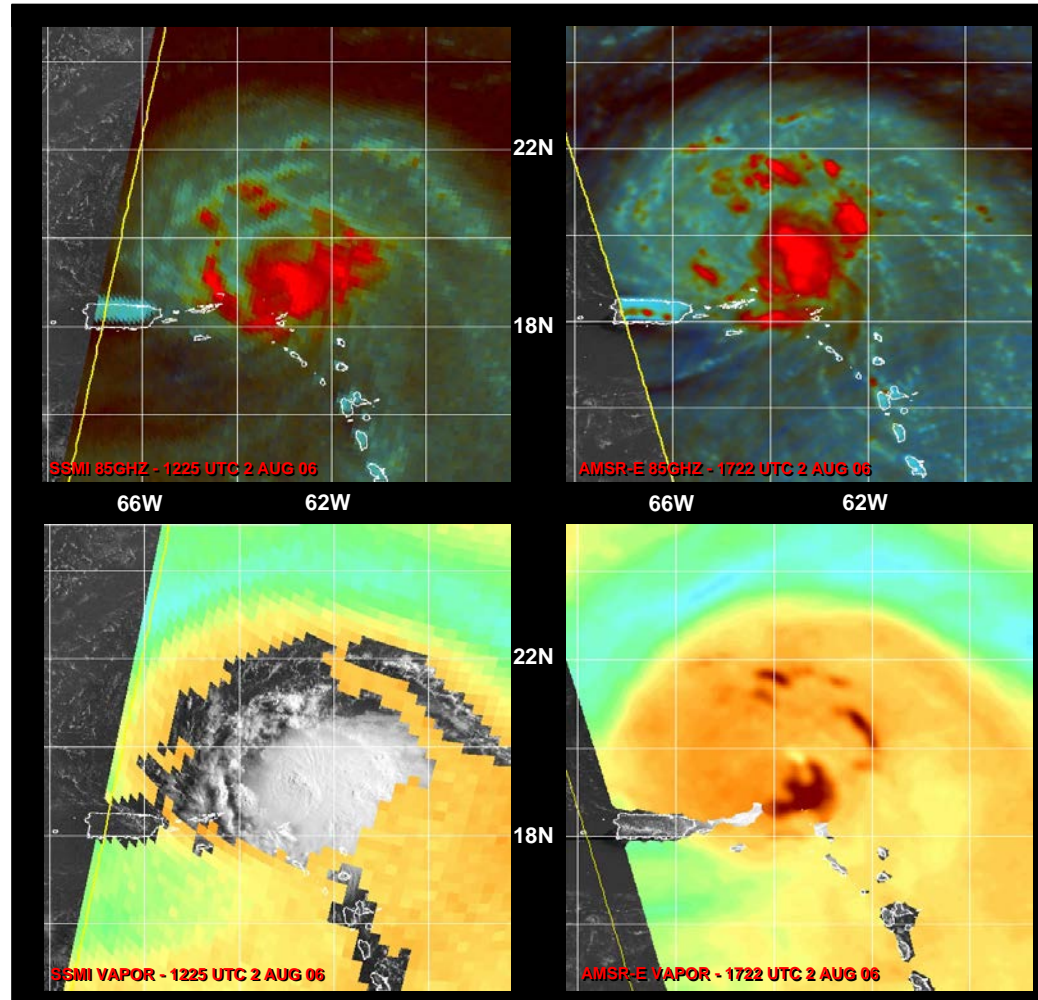 22N
18N
SSMI 85GHZ - 1225 UTC 2 AUG 06
AMSR-E 85GHZ - 1722 UTC 2 AUG 06
66W
62W
66W
62W
22N
18N
SSMI VAPOR - 1225 UTC 2 AUG 06
AMSR-E VAPOR - 1722 UTC 2 AUG 06